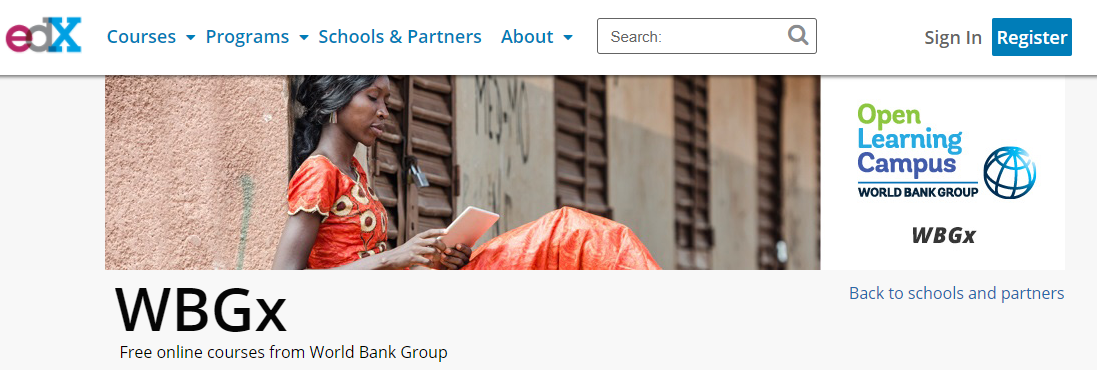 edX
Courses
Programs
Schools & Partners
About
Search:
Sign In
Register
Open
Learning
Campus
WORLD BANK GROUP
WBGx
WBGx
Back to schools and partners
Free online courses from World Bank Group